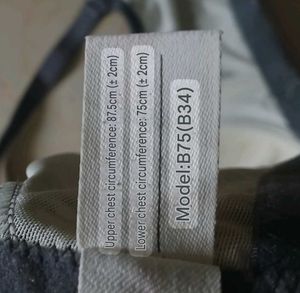 Upper chest circumference: 87.5cm (± 2cm)
Lower chest circumference: 75cm (± 2cm)
Model:B75(B34)